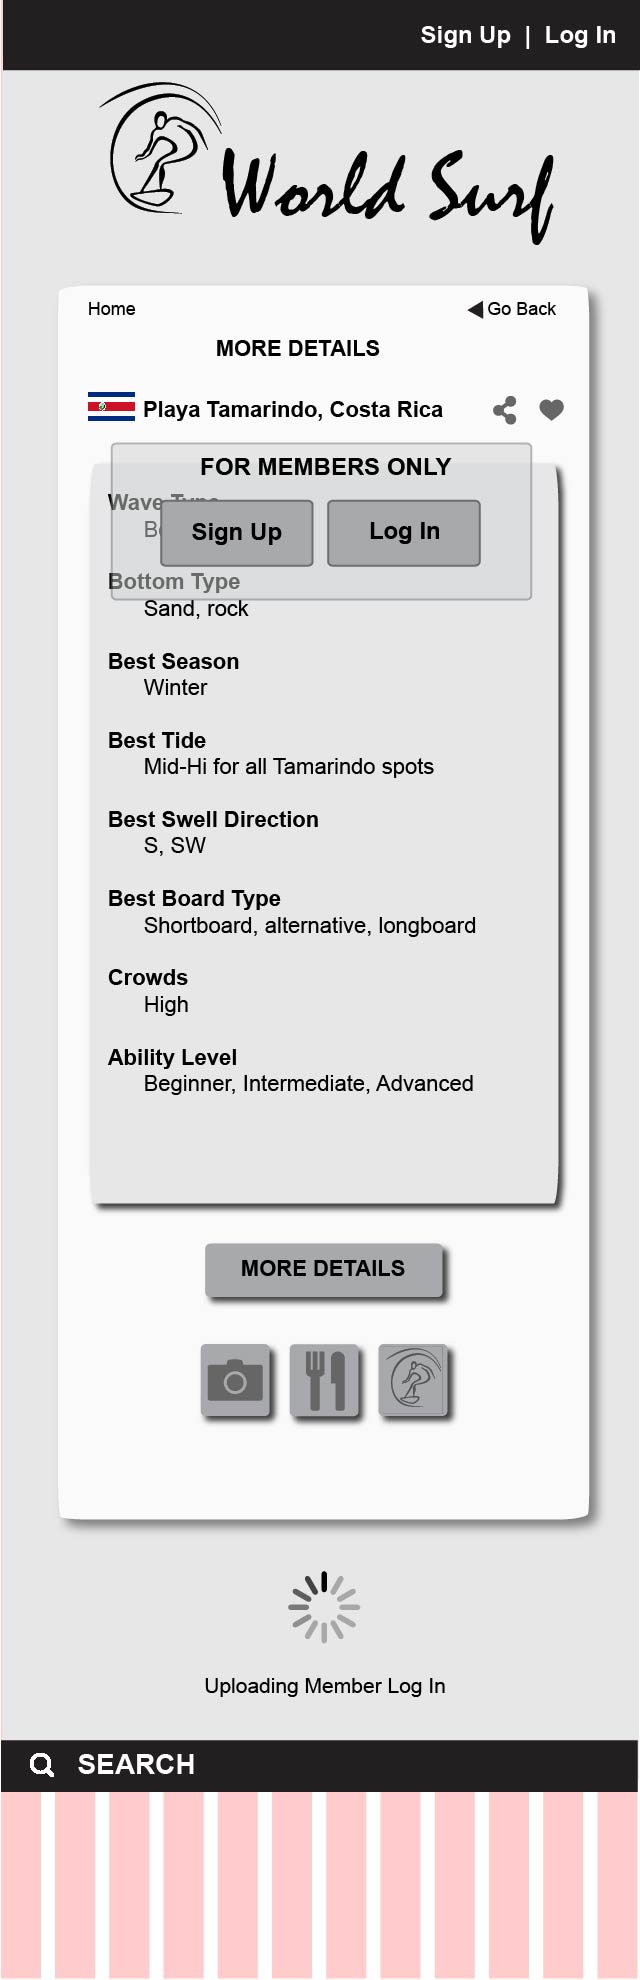 Sign Up | Log In
World Surf
Home
Go Back
MORE DETAILS
Playa Tamarindo, Costa Rica
FOR MEMBERS ONLY
Wave Type
Sign Up
Log In
Bottom Type
Sand, rock
Best Season
Winter
Best Tide
Mid-Hi for all Tamarindo spots
Best Swell Direction
S, SW
Best Board Type
Shortboard, alternative, longboard
Crowds
High
Ability Level
Beginner, Intermediate, Advanced
MORE DETAILS
Uploading Member Log In
SEARCH